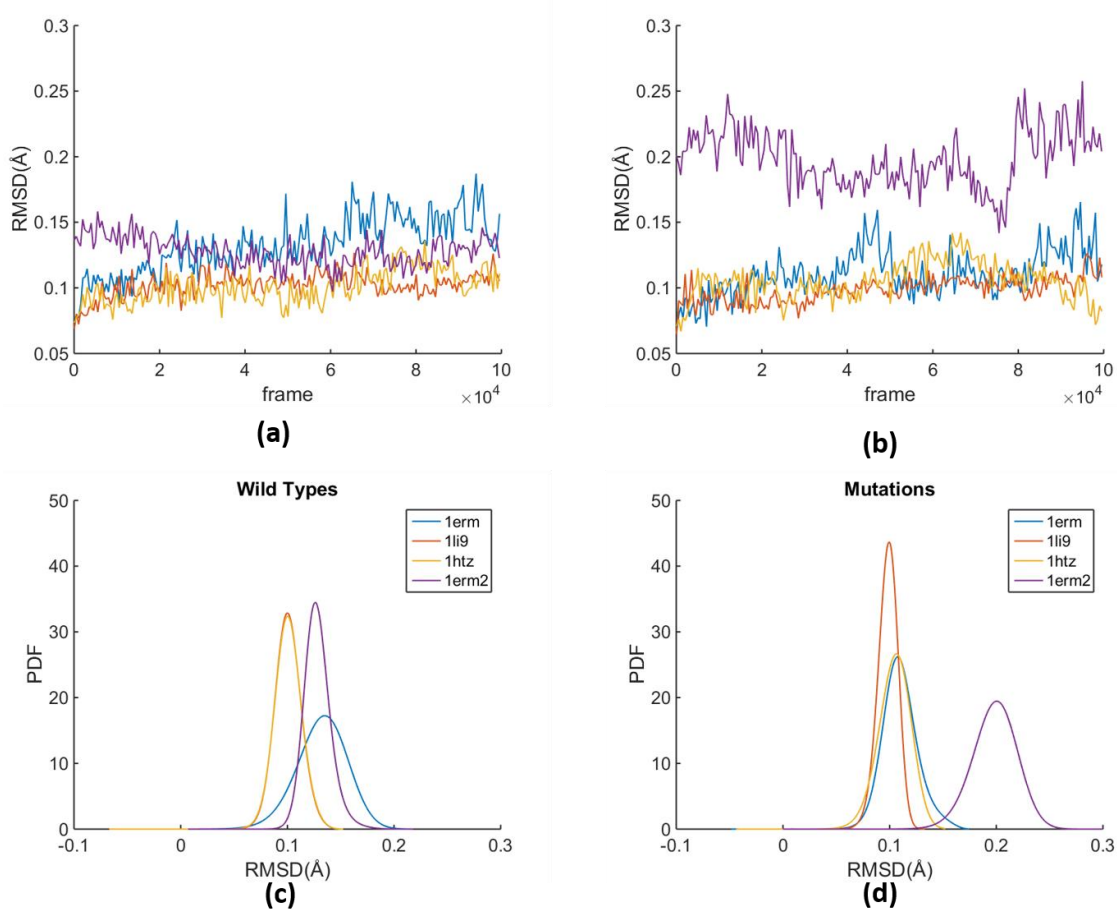 0.3
0.25
0.2
0.15
0.1
0.05
RMSD(Å)
0 2 4 6 8 10
frame
×10⁴
(a)
0.3
0.25
0.2
0.15
0.1
0.05
RMSD(Å)
0 2 4 6 8 10
frame
×10⁴
(b)
Wild Types
50
40
30
20
10
0
PDF
1erm
1li9
1htz
1erm2
-0.1 0 0.1 0.2 0.3
RMSD(Å)
(c)
Mutations
50
40
30
20
10
0
PDF
1erm
1li9
1htz
1erm2
-0.1 0 0.1 0.2 0.3
RMSD(Å)
(d)